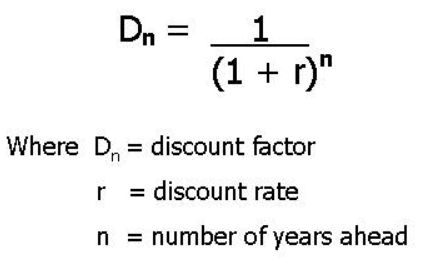 Dn = 1
(1 + r)^n
Where Dn = discount factor
r = discount rate
n = number of years ahead